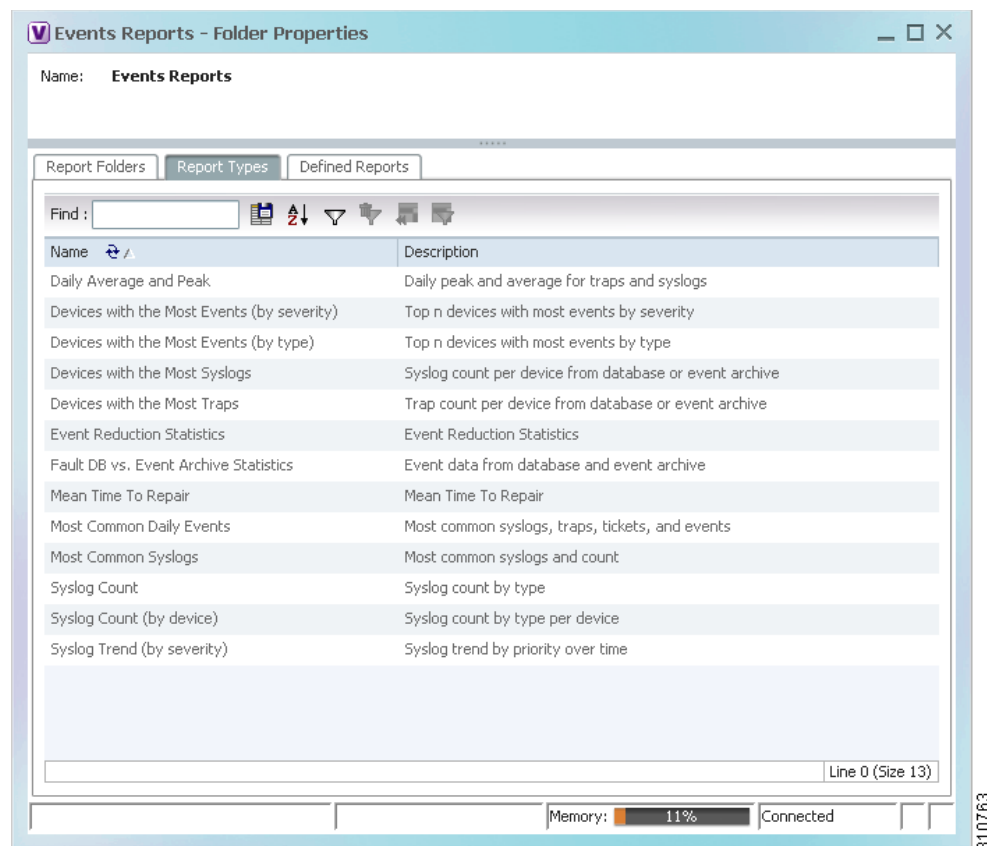 V Events Reports - Folder Properties
Name: Events Reports
Report Folders Report Types Defined Reports
Find :
Name Description
Daily Average and Peak Daily peak and average for traps and syslogs
Devices with the Most Events (by severity) Top n devices with most events by severity
Devices with the Most Events (by type) Top n devices with most events by type
Devices with the Most Syslogs Syslog count per device from database or event archive
Devices with the Most Traps Trap count per device from database or event archive
Event Reduction Statistics Event Reduction Statistics
Fault DB vs. Event Archive Statistics Event data from database and event archive
Mean Time To Repair Mean Time To Repair
Most Common Daily Events Most common syslogs, traps, tickets, and events
Most Common Syslogs Most common syslogs and count
Syslog Count Syslog count by type
Syslog Count (by device) Syslog count by type per device
Syslog Trend (by severity) Syslog trend by priority over time
Line 0 (Size 13)
Memory: 11% Connected
310763